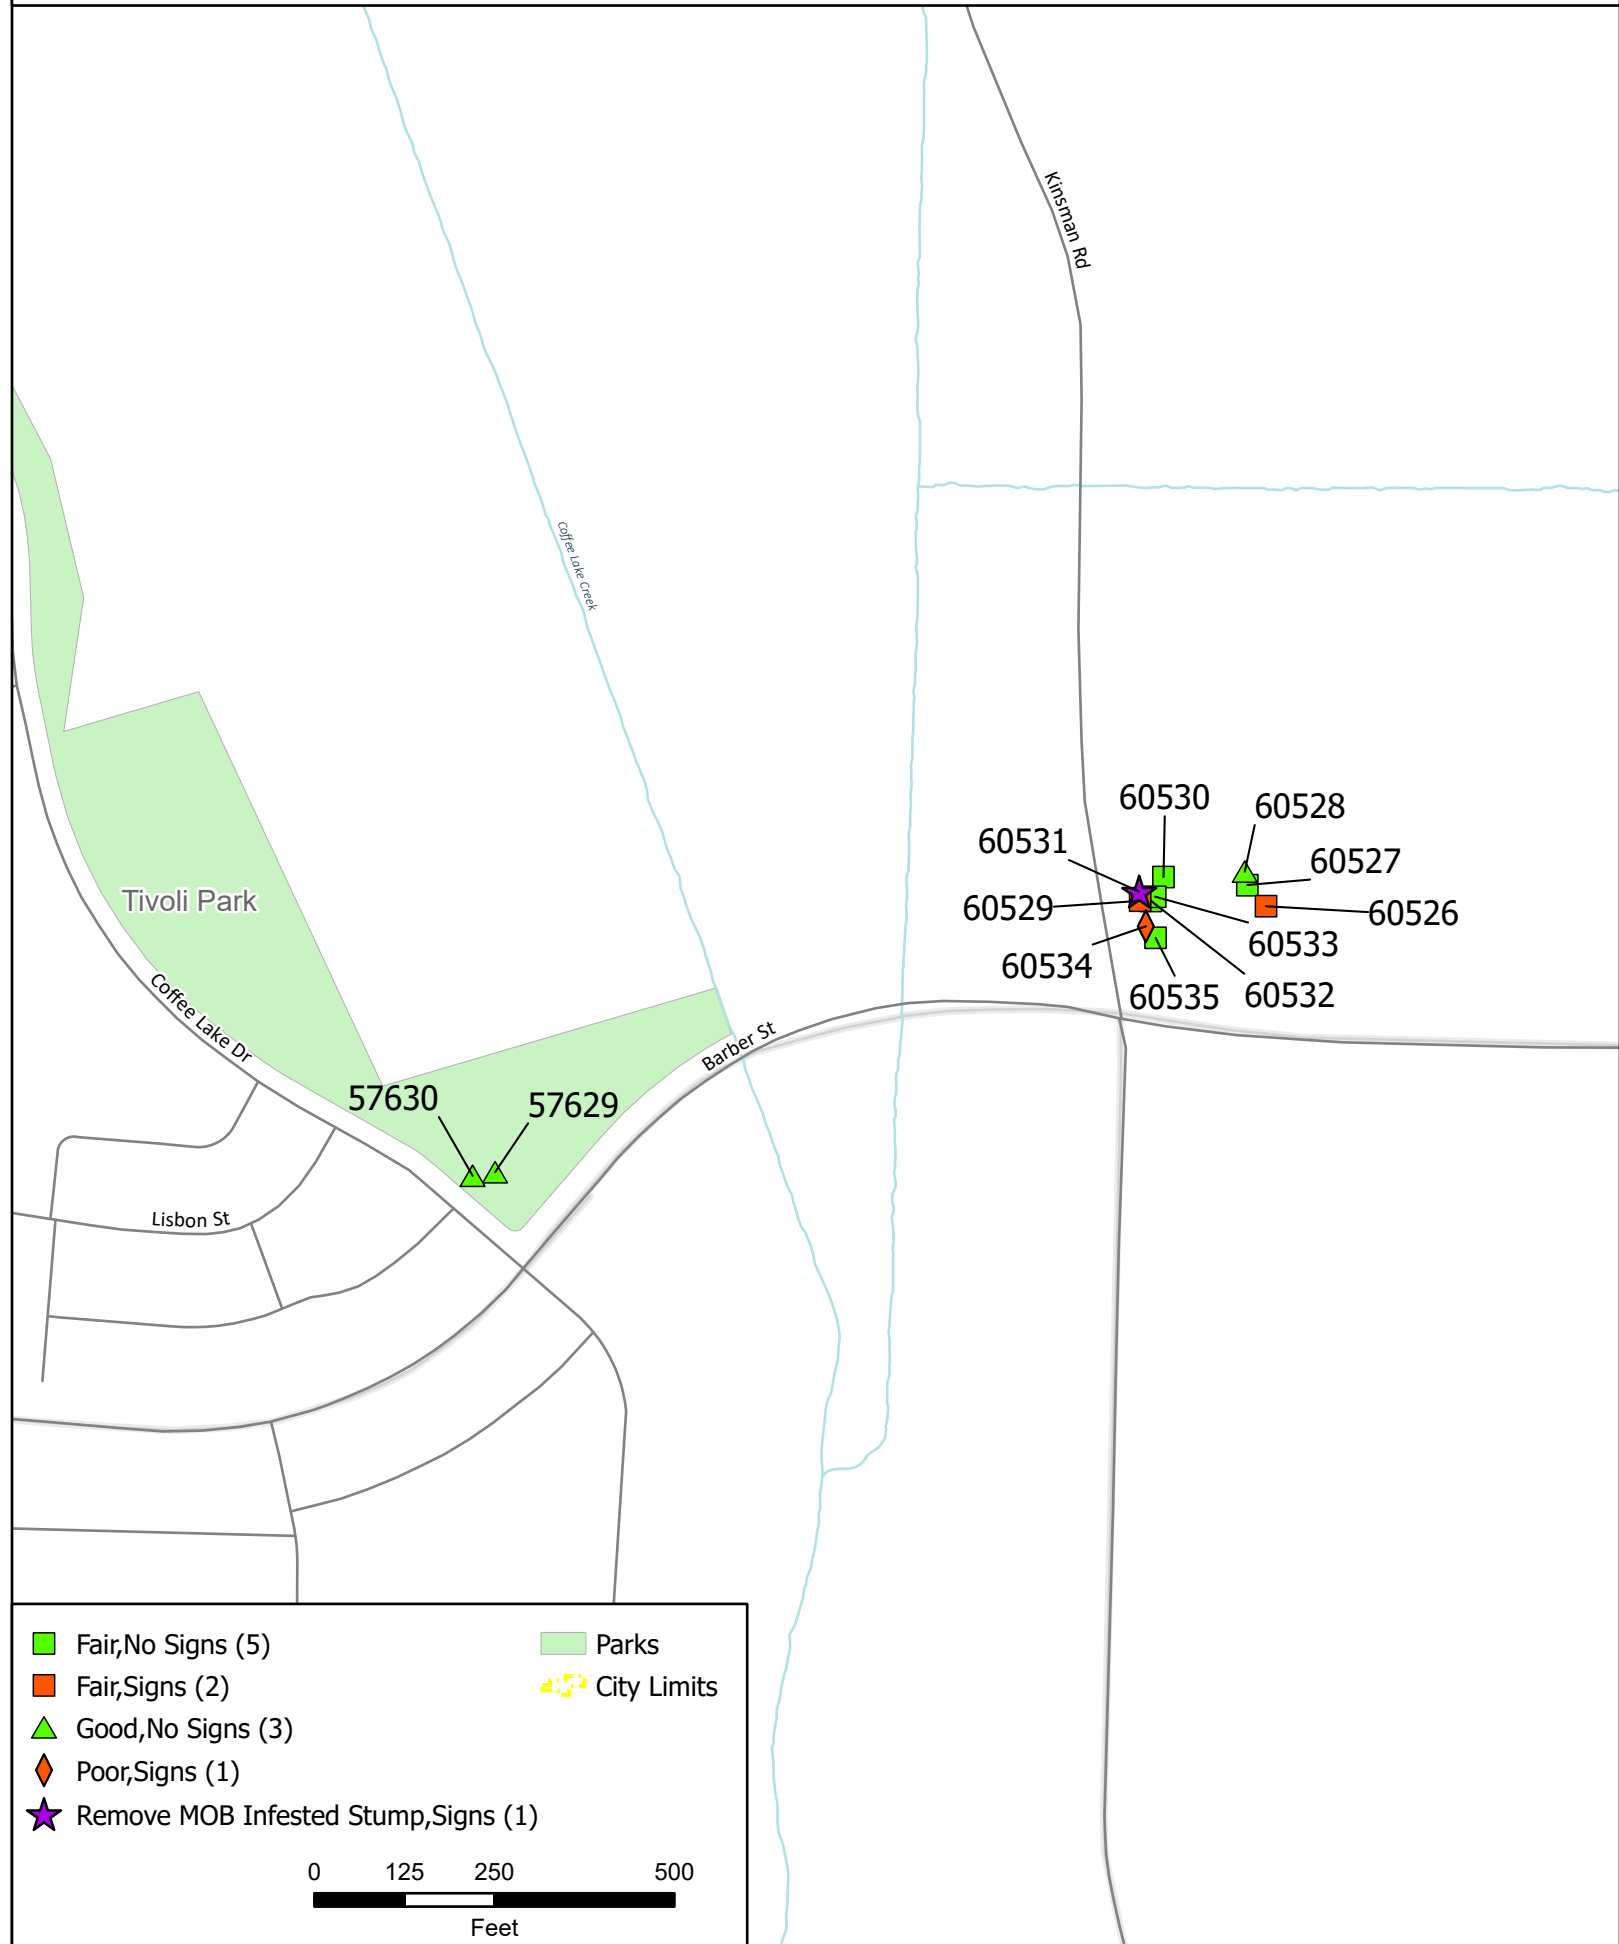 Kinsman Rd
Coffee Lake Creek
60530
60528
60531
60527
Tivoli Park
60529
60526
60533
60534
60535
60532
Coffee Lake Dr
Barber St
57630
57629
Lisbon St
Fair,No Signs (5)
Parks
Fair,Signs (2)
City Limits
Good,No Signs (3)
Poor,Signs (1)
Remove MOB Infested Stump,Signs (1)
0 125 250 500
Feet